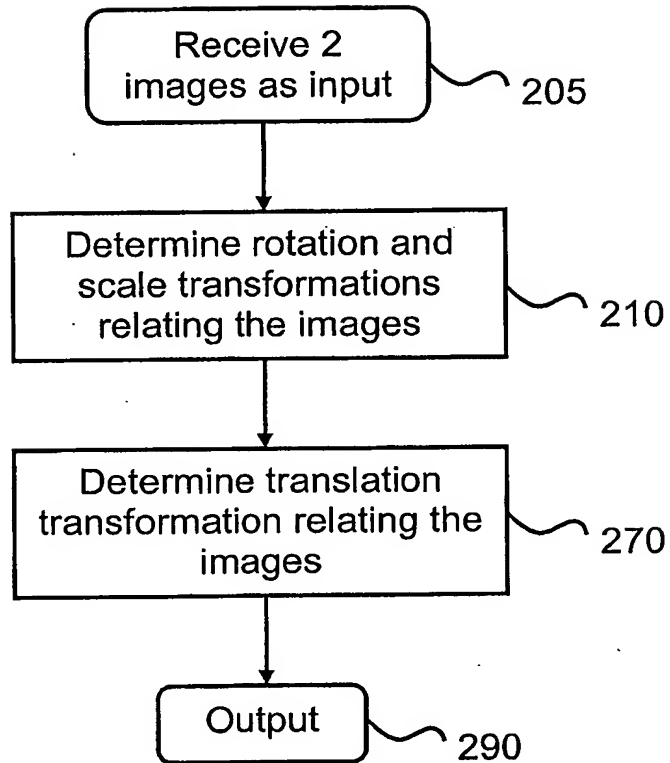 Receive 2
images as input
205
Determine rotation and
scale transformations
relating the images
210
Determine translation
transformation relating the
images
270
Output
290